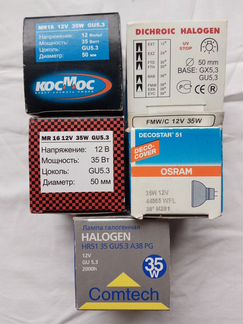 MR16 12V 35W GU5.3
Напряжение: 12 Вольт
Мощность: 35 Ватт
Цоколь: GU5.3
Диаметр: 50 мм
КОСМОС
DICHROIC HALOGEN
UV
STOP
ø 50 mm
BASE: GX5,3
GU5,3
FMW/C 12V 35W
MR 16 12V 35W GU5.3
Напряжение: 12 В
Мощность: 35 Вт
Цоколь: GU5.3
Диаметр: 50 мм
DECOSTAR 51
DECO-
COVER
OSRAM
35W 12V
44865 WFL
Лампа галогенная
HALOGEN
HRS1 35 GU5.3 A38 PG
12V
GU 5.3
2000h
35W
Comtech